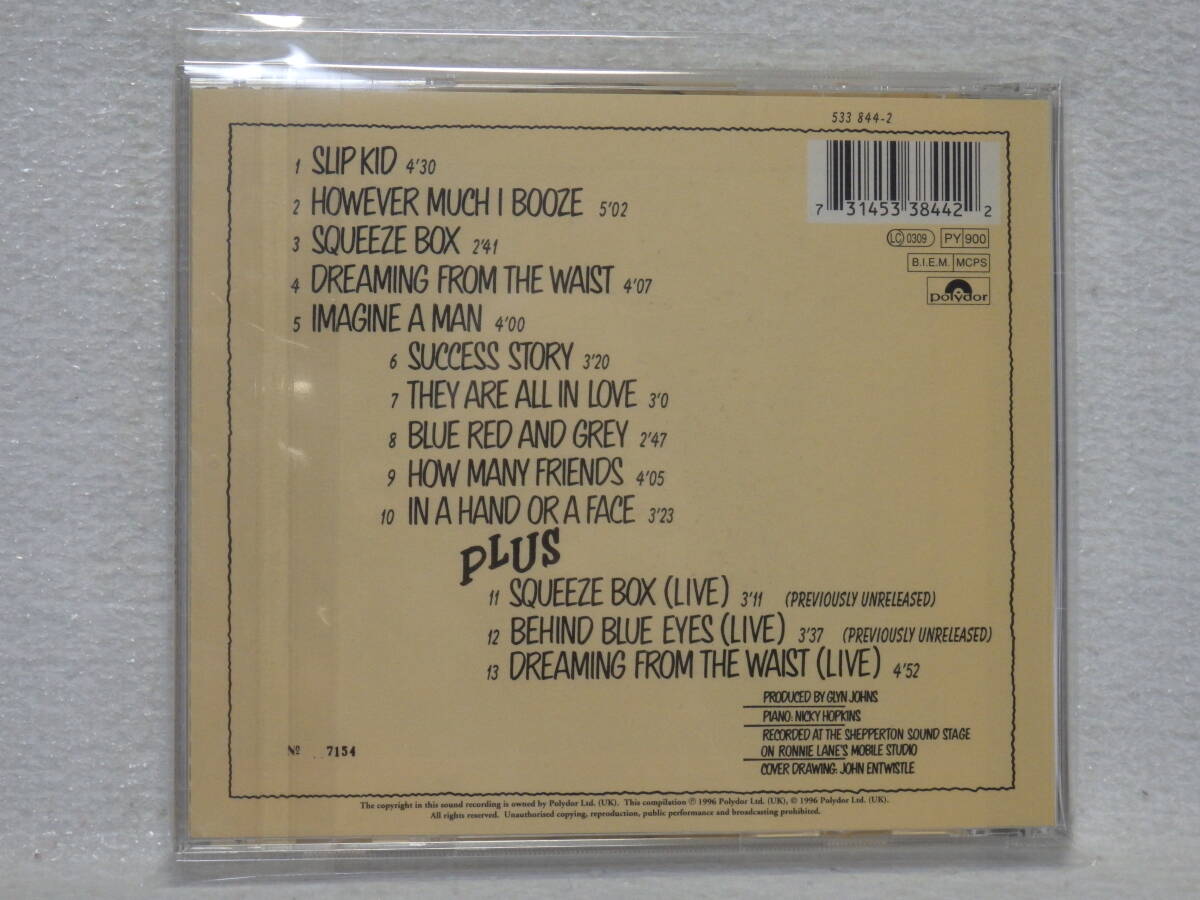 533 844-2
7 31453 38442 2
LC 0309 PY 900
B.I.E.M. MCPS
polydor
1 SLIP KID 4'30
2 HOWEVER MUCH I BOOZE 5'02
3 SQUEEZE BOX 2'41
4 DREAMING FROM THE WAIST 4'07
5 IMAGINE A MAN 4'00
6 SUCCESS STORY 3'20
7 THEY ARE ALL IN LOVE 3'0
8 BLUE RED AND GREY 2'47
9 HOW MANY FRIENDS 4'05
10 IN A HAND OR A FACE 3'23
PLUS
11 SQUEEZE BOX (LIVE) 3'11 (PREVIOUSLY UNRELEASED)
12 BEHIND BLUE EYES (LIVE) 3'37 (PREVIOUSLY UNRELEASED)
13 DREAMING FROM THE WAIST (LIVE) 4'52
PRODUCED BY GLYN JOHNS
PIANO: NICKY HOPKINS
RECORDED AT THE SHEPPERTON SOUND STAGE
ON RONNIE LANE'S MOBILE STUDIO
COVER DRAWING: JOHN ENTWISTLE
Nº ..7154
The copyright in this sound recording is owned by Polydor Ltd. (UK). This compilation ℗ 1996 Polydor Ltd. (UK), © 1996 Polydor Ltd. (UK).
All rights reserved. Unauthorised copying, reproduction, public performance and broadcasting prohibited.